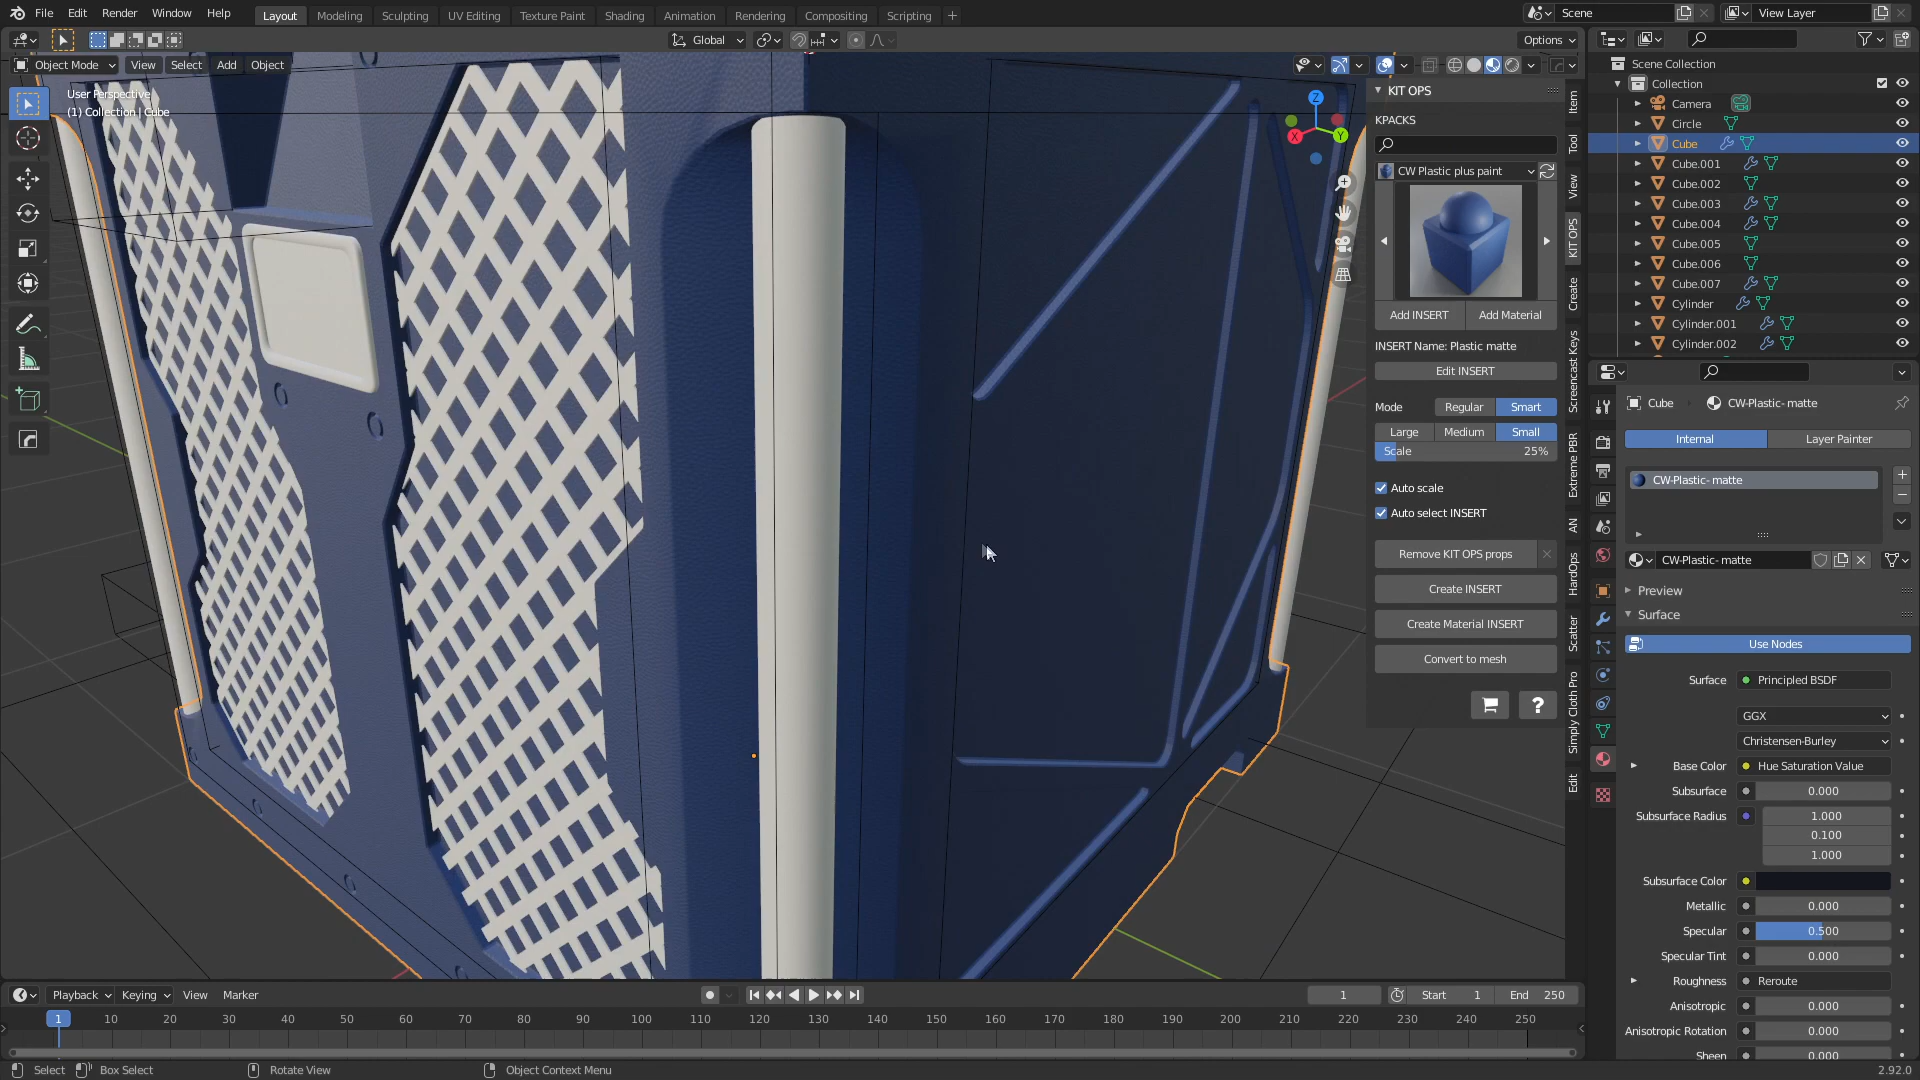 File Edit Render Window Help
Layout Modeling Sculpting UV Editing Texture Paint Shading Animation Rendering Compositing Scripting +
Scene
View Layer
Global
Options
Object Mode View Select Add Object
User Perspective
(1) Collection | Cube
Z
X
Y
KIT OPS
KPACKS
CW Plastic plus paint
Add INSERT Add Material
INSERT Name: Plastic matte
Edit INSERT
Mode Regular Smart
Large Medium Small
Scale 25%
Auto scale
Auto select INSERT
Remove KIT OPS props
Create INSERT
Create Material INSERT
Convert to mesh
?
Item
Tool
View
KIT OPS
Create
Screencast Keys
Extreme PBR
AN
HardOps
Scatter
Simply Cloth Pro
Edit
Scene Collection
Collection
Camera
Circle
Cube
Cube.001
Cube.002
Cube.003
Cube.004
Cube.005
Cube.006
Cube.007
Cylinder
Cylinder.001
Cylinder.002
Cube CW-Plastic- matte
Internal Layer Painter
CW-Plastic- matte
CW-Plastic- matte
Preview
Surface
Use Nodes
Surface Principled BSDF
GGX
Christensen-Burley
Base Color Hue Saturation Value
Subsurface 0.000
Subsurface Radius 1.000
0.100
1.000
Subsurface Color
Metallic 0.000
Specular 0.500
Specular Tint 0.000
Roughness Reroute
Anisotropic 0.000
Anisotropic Rotation 0.000
Sheen 0.000
Playback Keying View Marker
1 Start 1 End 250
1 10 20 30 40 50 60 70 80 90 100 110 120 130 140 150 160 170 180 190 200 210 220 230 240 250
Select Box Select Rotate View Object Context Menu
2.92.0